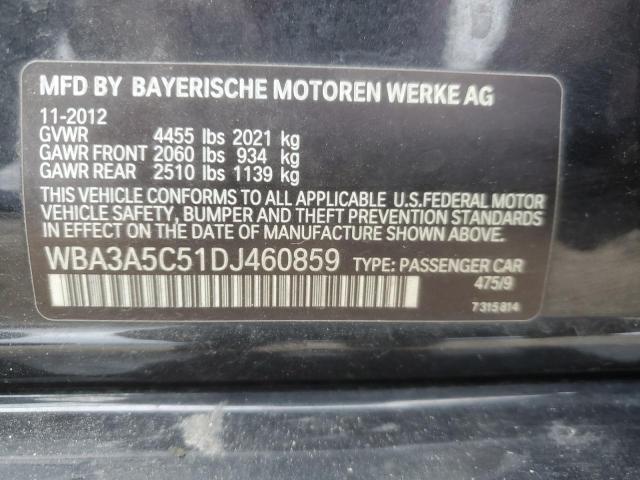 MFD BY BAYERISCHE MOTOREN WERKE AG
11-2012
GVWR 4455 lbs 2021 kg
GAWR FRONT 2060 lbs 934 kg
GAWR REAR 2510 lbs 1139 kg
THIS VEHICLE CONFORMS TO ALL APPLICABLE U.S.FEDERAL MOTOR
VEHICLE SAFETY, BUMPER AND THEFT PREVENTION STANDARDS
IN EFFECT ON THE DATE OF MANUFACTURE SHOWN ABOVE.
WBA3A5C51DJ460859 TYPE: PASSENGER CAR
475/9
7315814